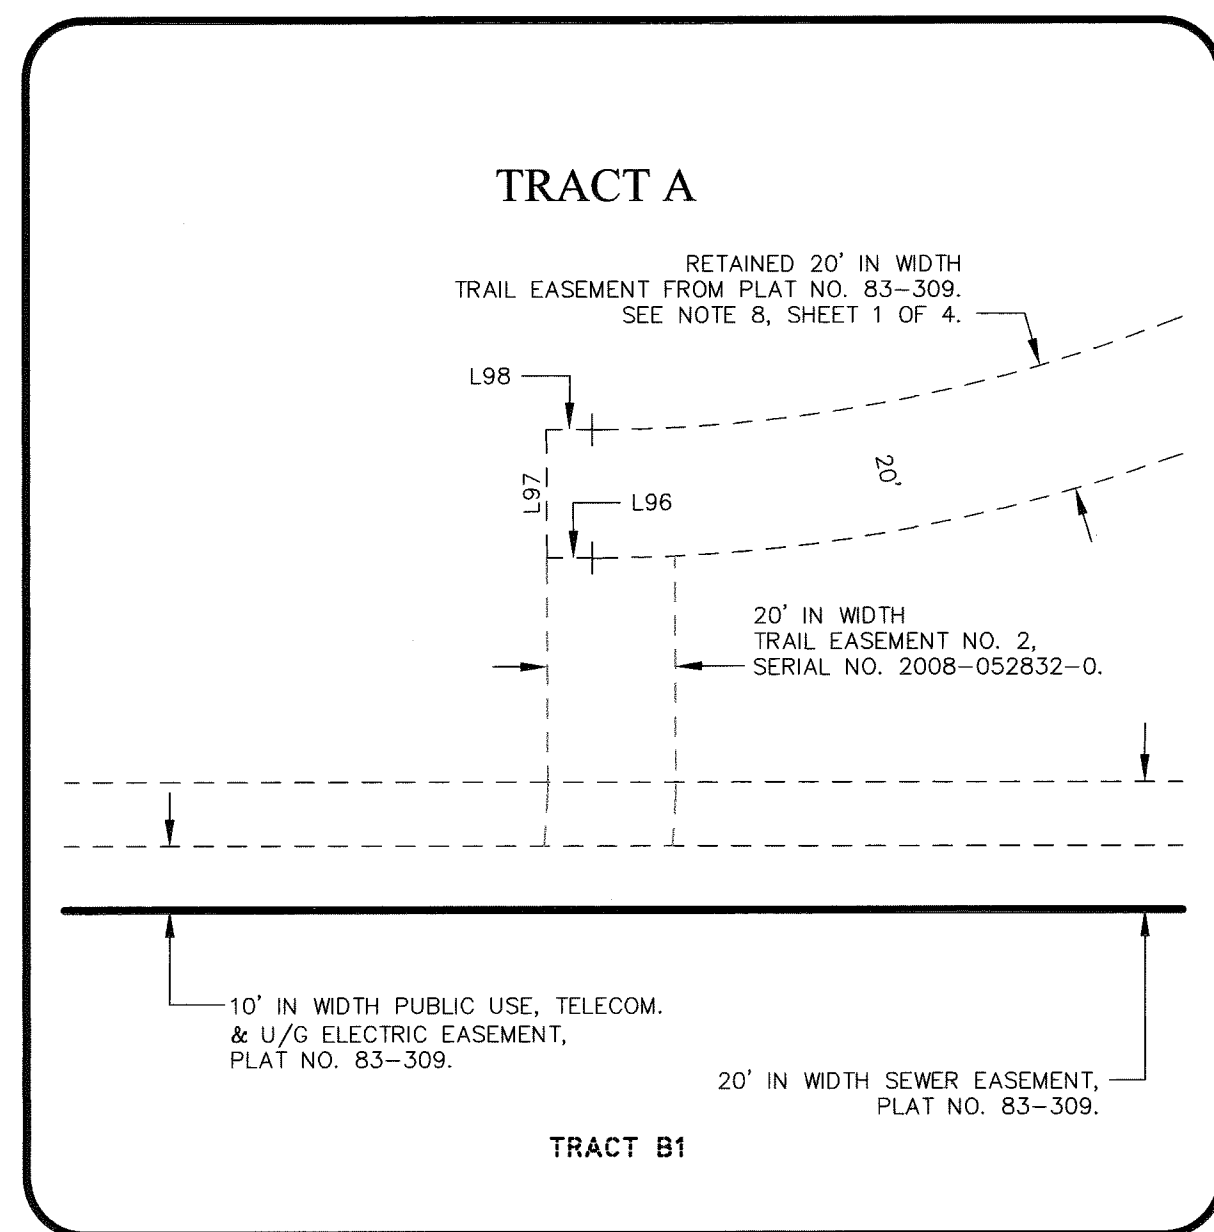 TRACT A
RETAINED 20' IN WIDTH
TRAIL EASEMENT FROM PLAT NO. 83-309.
SEE NOTE 8, SHEET 1 OF 4.
L98
L97
L96
20'
20' IN WIDTH
TRAIL EASEMENT NO. 2,
SERIAL NO. 2008-052832-0.
10' IN WIDTH PUBLIC USE, TELECOM.
& U/G ELECTRIC EASEMENT,
PLAT NO. 83-309.
20' IN WIDTH SEWER EASEMENT,
PLAT NO. 83-309.
TRACT B1